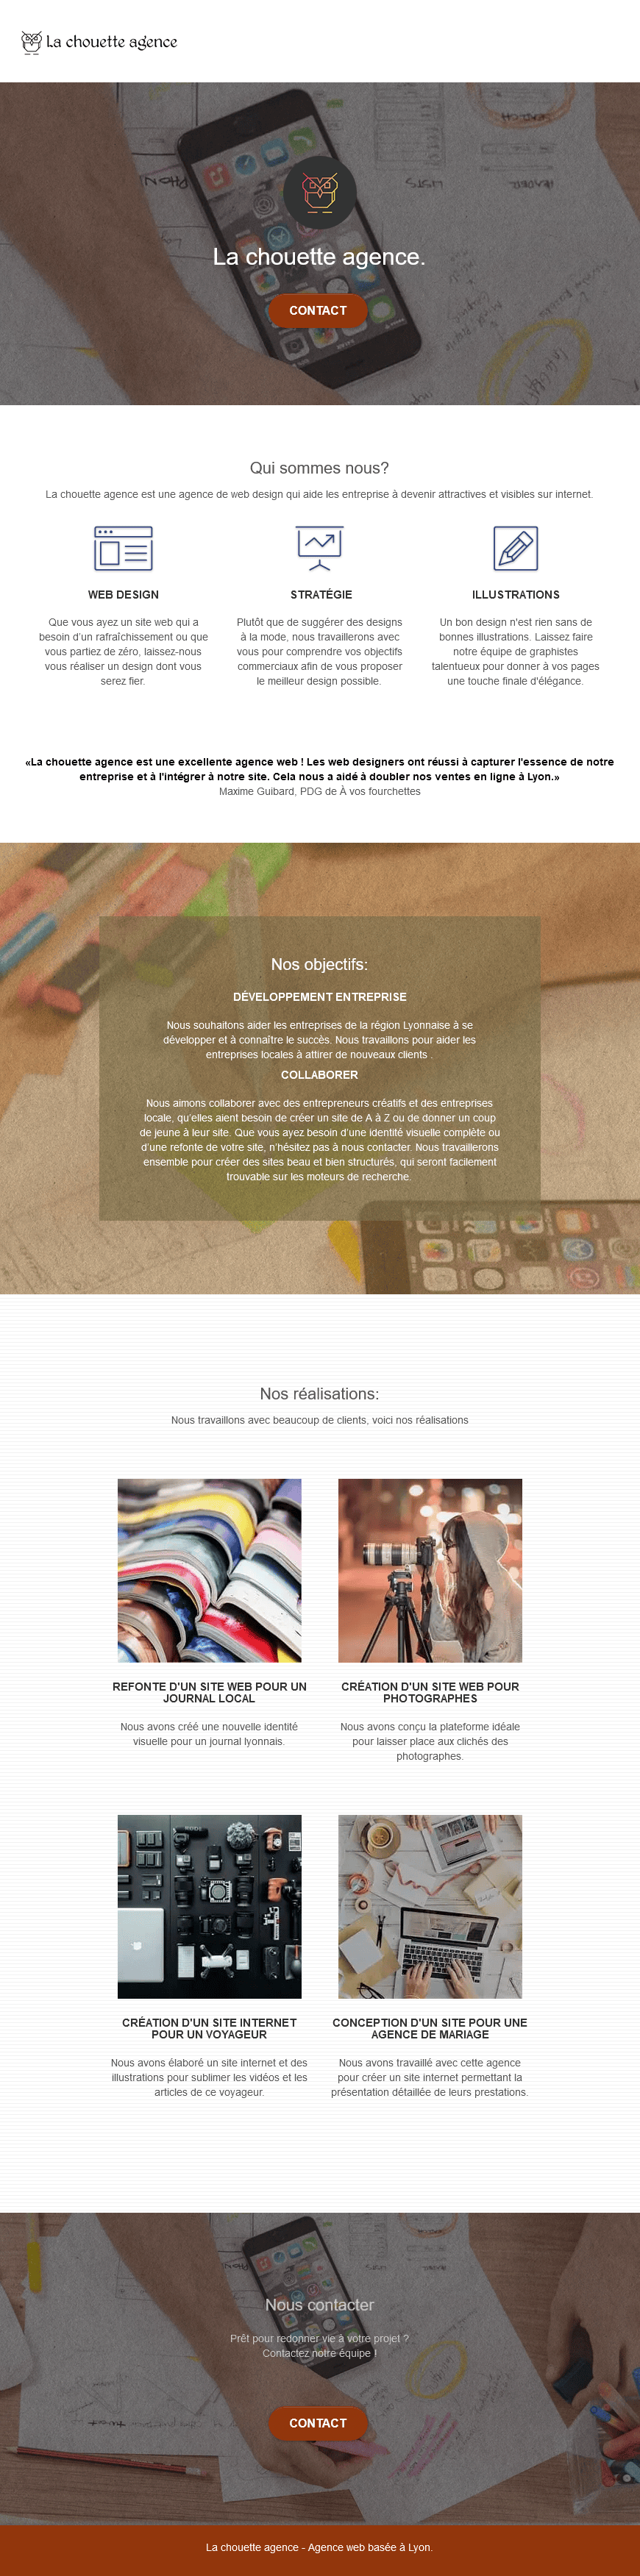 La chouette agence
La chouette agence.
CONTACT
Qui sommes nous?
La chouette agence est une agence de web design qui aide les entreprise à devenir attractives et visibles sur internet.
WEB DESIGN
Que vous ayez un site web qui a
besoin d'un rafraîchissement ou que
vous partiez de zéro, laissez-nous
vous réaliser un design dont vous
serez fier.
STRATÉGIE
Plutôt que de suggérer des designs
à la mode, nous travaillerons avec
vous pour comprendre vos objectifs
commerciaux afin de vous proposer
le meilleur design possible.
ILLUSTRATIONS
Un bon design n'est rien sans de
bonnes illustrations. Laissez faire
notre équipe de graphistes
talentueux pour donner à vos pages
une touche finale d'élégance.
«La chouette agence est une excellente agence web ! Les web designers ont réussi à capturer l'essence de notre
entreprise et à l'intégrer à notre site. Cela nous a aidé à doubler nos ventes en ligne à Lyon.»
Maxime Guibard, PDG de À vos fourchettes
Nos objectifs:
DÉVELOPPEMENT ENTREPRISE
Nous souhaitons aider les entreprises de la région Lyonnaise à se
développer et à connaître le succès. Nous travaillons pour aider les
entreprises locales à attirer de nouveaux clients .
COLLABORER
Nous aimons collaborer avec des entrepreneurs créatifs et des entreprises
locale, qu'elles aient besoin de créer un site de A à Z ou de donner un coup
de jeune à leur site. Que vous ayez besoin d'une identité visuelle complète ou
d'une refonte de votre site, n'hésitez pas à nous contacter. Nous travaillerons
ensemble pour créer des sites beau et bien structurés, qui seront facilement
trouvable sur les moteurs de recherche.
Nos réalisations:
Nous travaillons avec beaucoup de clients, voici nos réalisations
REFONTE D'UN SITE WEB POUR UN
JOURNAL LOCAL
Nous avons créé une nouvelle identité
visuelle pour un journal lyonnais.
CRÉATION D'UN SITE WEB POUR
PHOTOGRAPHES
Nous avons conçu la plateforme idéale
pour laisser place aux clichés des
photographes.
CRÉATION D'UN SITE INTERNET
POUR UN VOYAGEUR
Nous avons élaboré un site internet et des
illustrations pour sublimer les vidéos et les
articles de ce voyageur.
CONCEPTION D'UN SITE POUR UNE
AGENCE DE MARIAGE
Nous avons travaillé avec cette agence
pour créer un site internet permettant la
présentation détaillée de leurs prestations.
Nous contacter
Prêt pour redonner vie à votre projet ?
Contactez notre équipe !
CONTACT
La chouette agence - Agence web basée à Lyon.